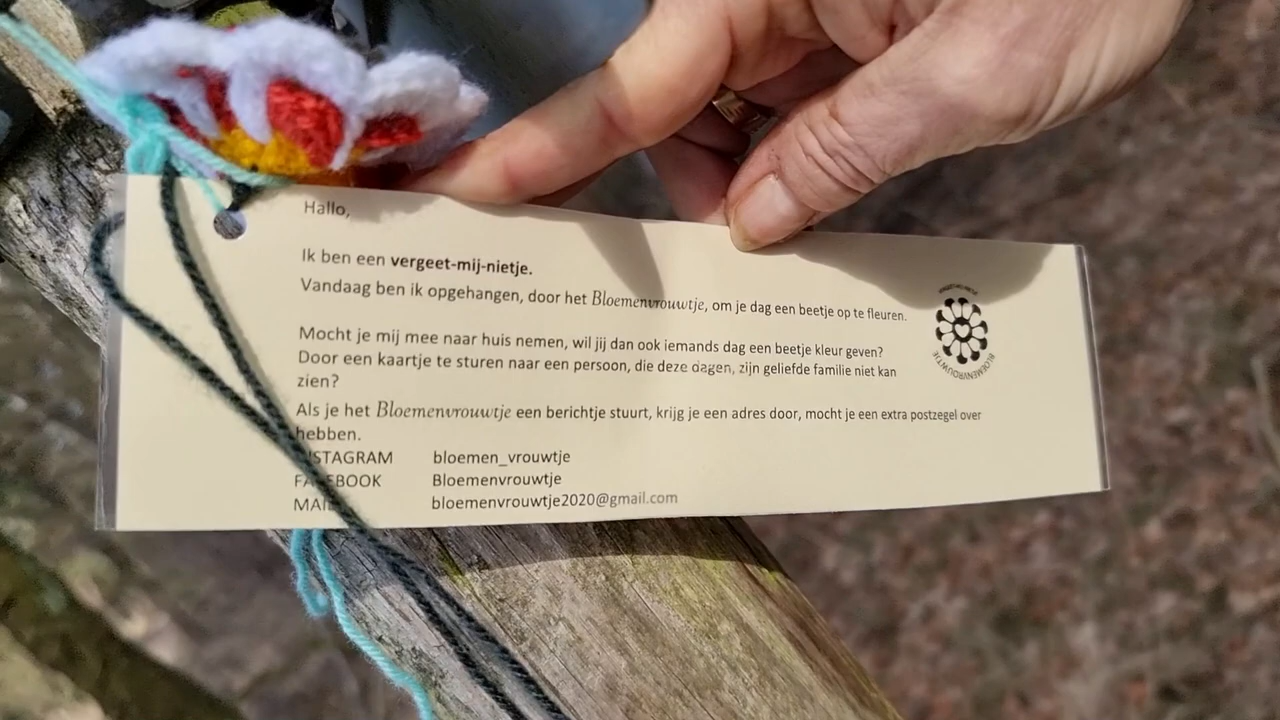 Hallo,
Ik ben een vergeet-mij-nietje.
Vandaag ben ik opgehangen, door het Bloemenvrouwtje, om je dag een beetje op te fleuren.
Mocht je mij mee naar huis nemen, wil jij dan ook iemands dag een beetje kleur geven?
Door een kaartje te sturen naar een persoon, die deze dagen, zijn geliefde familie niet kan
zien?
Als je het Bloemenvrouwtje een berichtje stuurt, krijg je een adres door, mocht je een extra postzegel over
hebben.
INSTAGRAM bloemen_vrouwtje
FACEBOOK Bloemenvrouwtje
MAIL bloemenvrouwtje2020@gmail.com
BLOEMENVROUWTJE